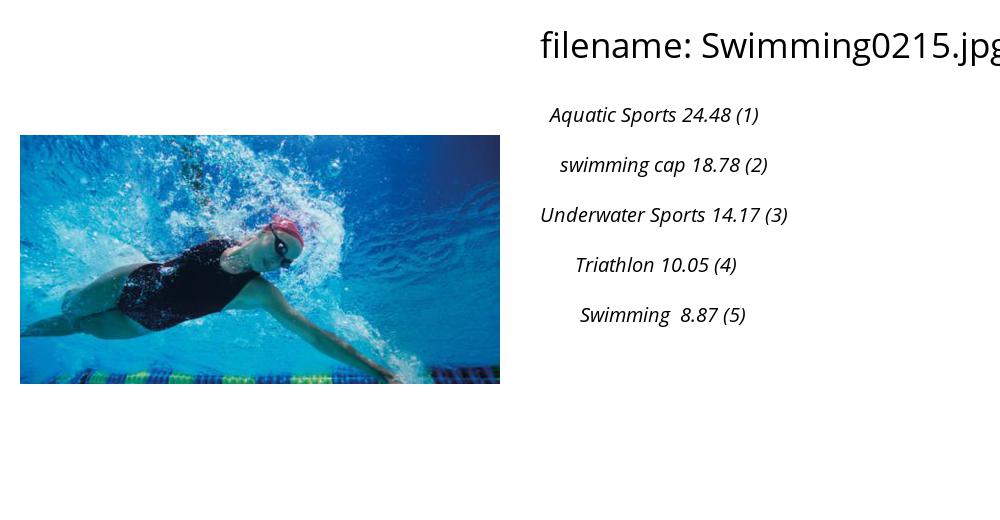 filename: Swimming0215.jpg
Aquatic Sports 24.48 (1)
swimming cap 18.78 (2)
Underwater Sports 14.17 (3)
Triathlon 10.05 (4)
Swimming 8.87 (5)